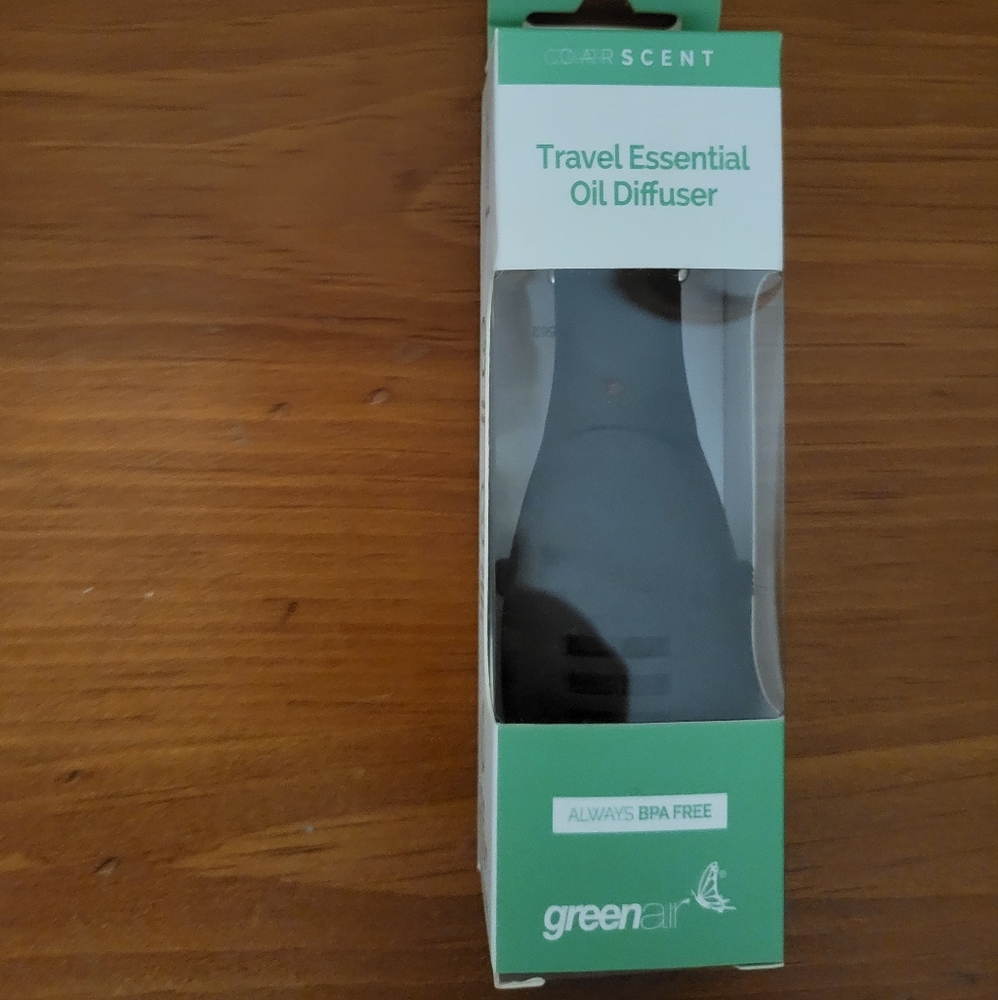 SCENT
Travel Essential
Oil Diffuser
ALWAYS BPA FREE
greenair